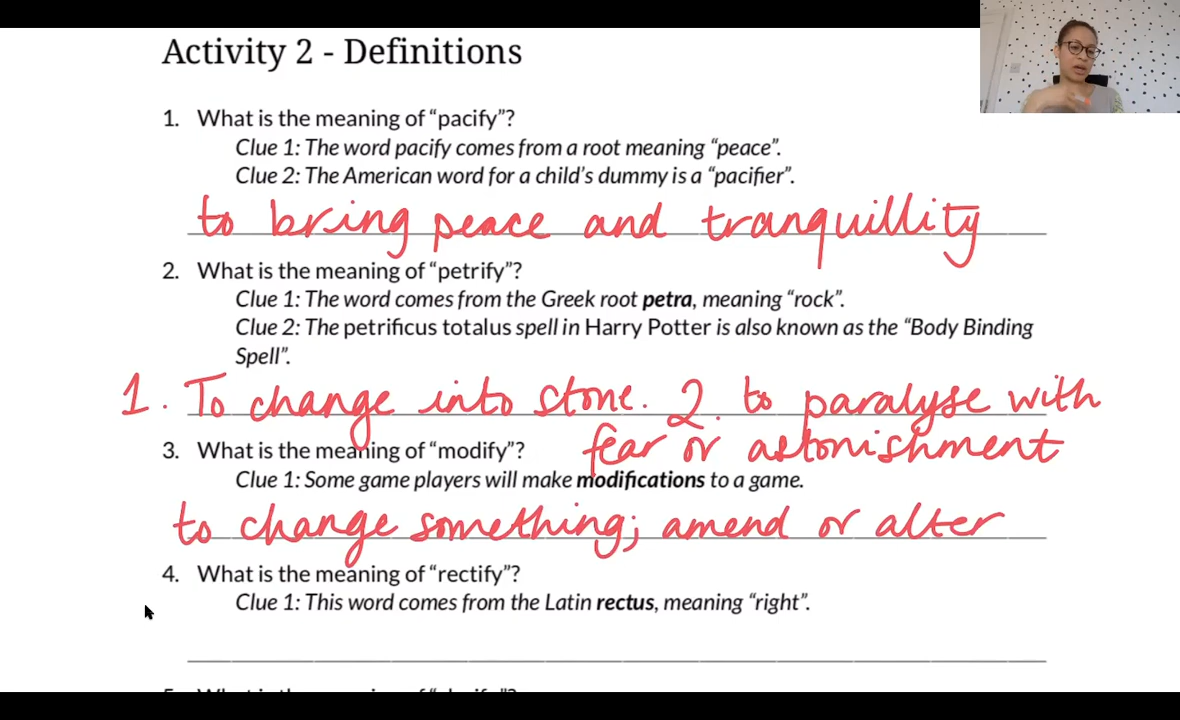 Activity 2 - Definitions
1. What is the meaning of “pacify”?
Clue 1: The word pacify comes from a root meaning “peace”.
Clue 2: The American word for a child’s dummy is a “pacifier”.
to bring peace and tranquillity
2. What is the meaning of “petrify”?
Clue 1: The word comes from the Greek root petra, meaning “rock”.
Clue 2: The petrificus totalus spell in Harry Potter is also known as the “Body Binding
Spell”.
1. To change into stone. 2. to paralyse with
fear or astonishment
3. What is the meaning of “modify”?
Clue 1: Some game players will make modifications to a game.
to change something; amend or alter
4. What is the meaning of “rectify”?
Clue 1: This word comes from the Latin rectus, meaning “right”.